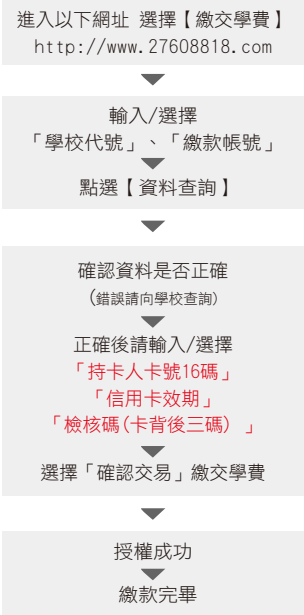 進入以下網址 選擇【繳交學費】
http://www.27608818.com
輸入/選擇
「學校代號」、「繳款帳號」
點選【資料查詢】
確認資料是否正確
(錯誤請向學校查詢)
正確後請輸入/選擇
「持卡人卡號16碼」
「信用卡效期」
「檢核碼(卡背後三碼) 」
選擇「確認交易」繳交學費
授權成功
繳款完畢